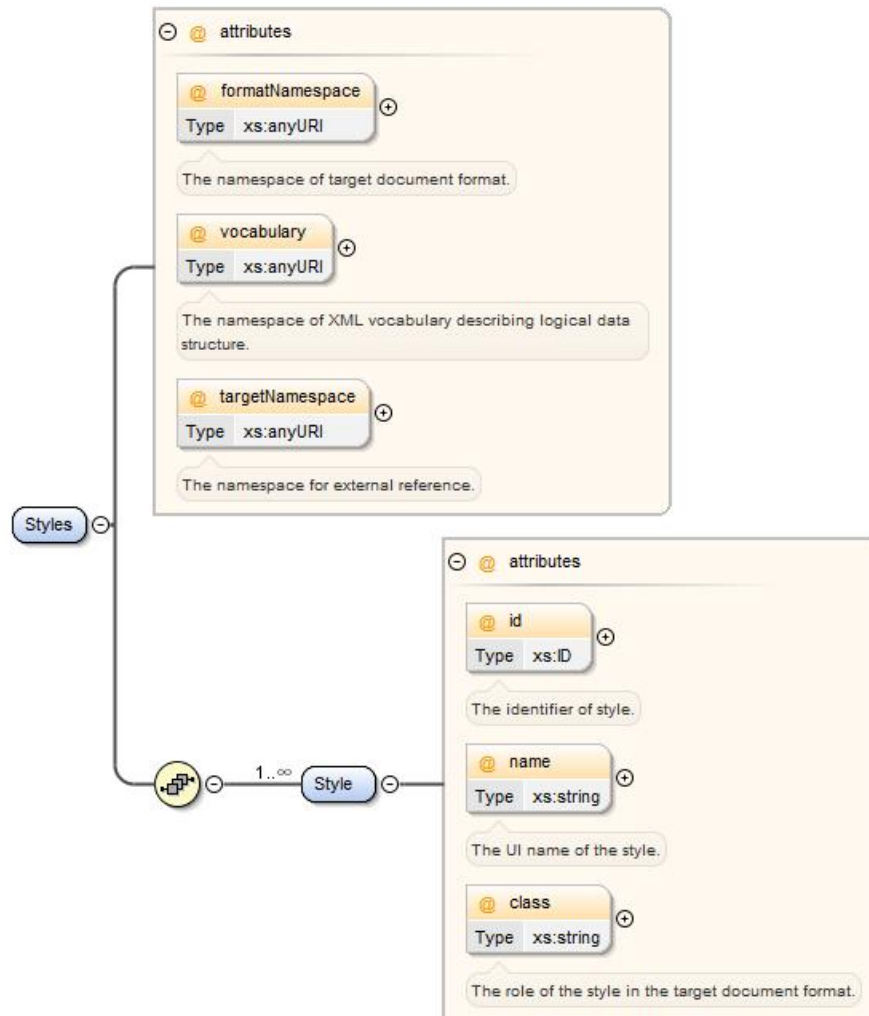 @ attributes
@ formatNamespace
Type xs:anyURI
The namespace of target document format.
@ vocabulary
Type xs:anyURI
The namespace of XML vocabulary describing logical data
structure.
@ targetNamespace
Type xs:anyURI
The namespace for external reference.
Styles
@ attributes
@ id
Type xs:ID
The identifier of style.
@ name
Type xs:string
The UI name of the style.
1..∞
Style
@ class
Type xs:string
The role of the style in the target document format.